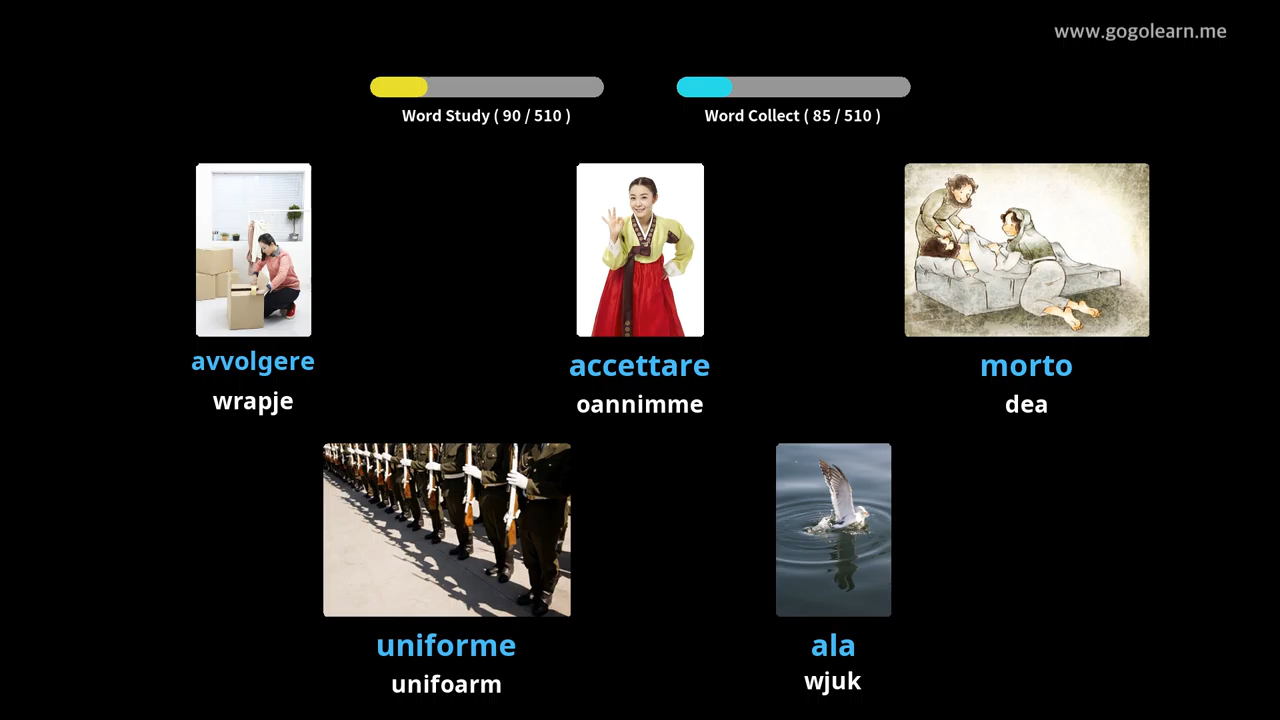 www.gogolearn.me
Word Study ( 90 / 510 )
Word Collect ( 85 / 510 )
avvolgere
wrapje
accettare
oannimme
morto
dea
uniforme
unifoarm
ala
wjuk